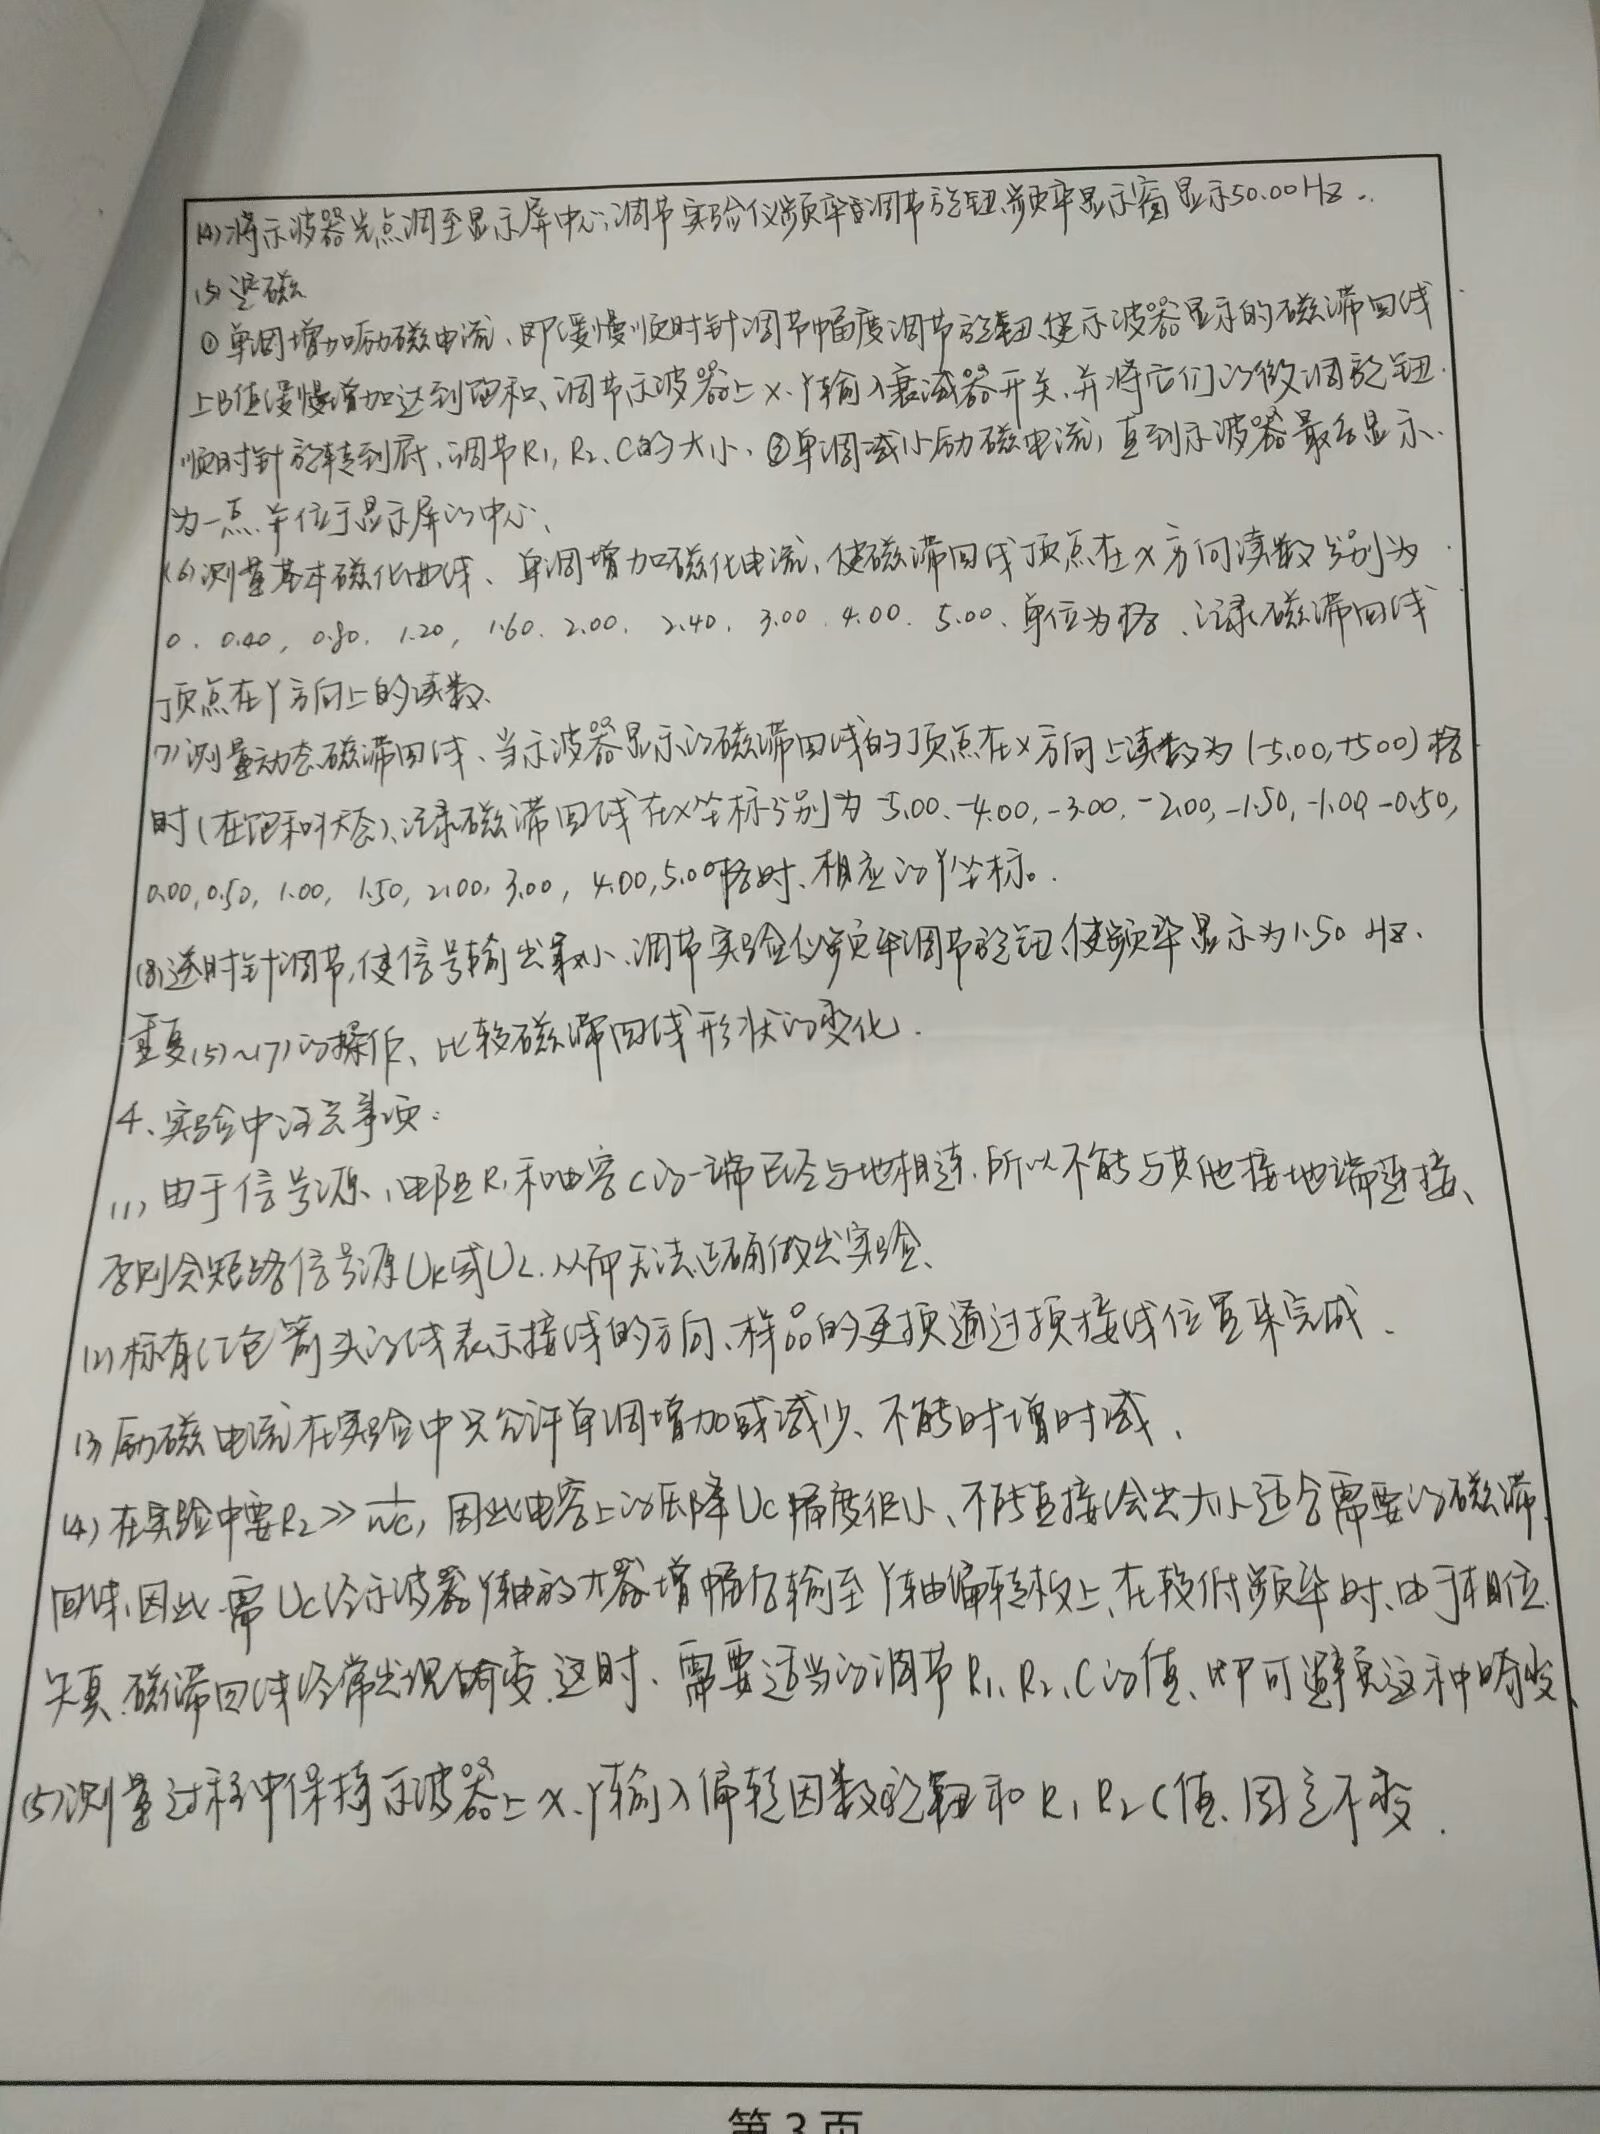 (4)将示波器光点调至显示屏中心,调节实验仪频率调节旋钮,频率显示窗显示50.00Hz.
(5)退磁
①单调增加励磁电流、即缓慢顺时针调节幅度调节旋钮、使示波器显示的磁滞回线
上B值缓慢增加达到饱和、调节示波器上X、Y输入衰减器开关、并将它们的微调旋钮
顺时针旋转到底、调节R1,R2、C的大小、②单调减小励磁电流,直到示波器最后显示
为一点并位于显示屏的中心、
(6)测量基本磁化曲线、单调增加磁化电流,使磁滞回线顶点在X方向读数分别为
0、0.40,0.80、1.20,1.60、2.00、2.40、3.00、4.00、5.00、单位为格、记录磁滞回线
顶点在Y方向上的读数、
7)测量动态磁滞回线、当示波器显示的磁滞回线的顶点在X方向上读数为(-5.00,+5.00)格
时(在饱和状态)、记录磁滞回线在X坐标分别为-5.00、-4.00,-3.00,-2.00,-1.50,-1.00,-0.50,
0.00,0.50,1.00,1.50,2.00,3.00,4.00,5.00格时、相应的Y坐标。
(8)逆时针调节,使信号输出最小、调节实验仪频率调节旋钮使频率显示为1.50 Hz、
重复(5)~(7)的操作、比较磁滞回线形状的变化.
4、实验中注意事项:
(1)由于信号源、电阻R1和电容C的一端已经与地相连,所以不能与其他接地端连接、
否则会短路信号源UR或UC,从而无法正确做出实验、
(2)标有红色箭头的线表示接线的方向、样品的更换通过换接线位置来完成、
(3)励磁电流在实验中只允许单调增加或减少、不能时增时减、
(4)在实验中要R2>>1/wC,因此电容上的压降UC幅度很小、不能直接绘出大小适合需要的磁滞
回线,因此需UC经示波器Y轴放大器增幅后输至Y轴偏转板上、在较低频率时、由于相位
失真,磁滞回线经常出现畸变、这时、需要适当的调节R1、R2、C的值、即可避免这种畸变、
(5)测量过程中保持示波器上X、Y输入偏转因数旋钮和R1 R2 C值、固定不变.
第3页